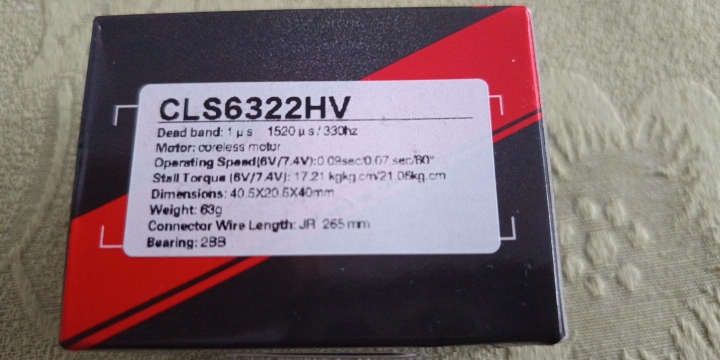 CLS6322HV
Dead band: 1 μs 1520 μs/330hz
Motor: coreless motor
Operating Speed(6V/7.4V):0.09sec0.07 sec/60°
Stall Torque (6V/7.4V): 17.21 kgkg.cm/21.06kg.cm
Dimensions: 40.5X20.5X40mm
Weight: 63g
Connector Wire Length: JR 265 mm
Bearing: 2BB